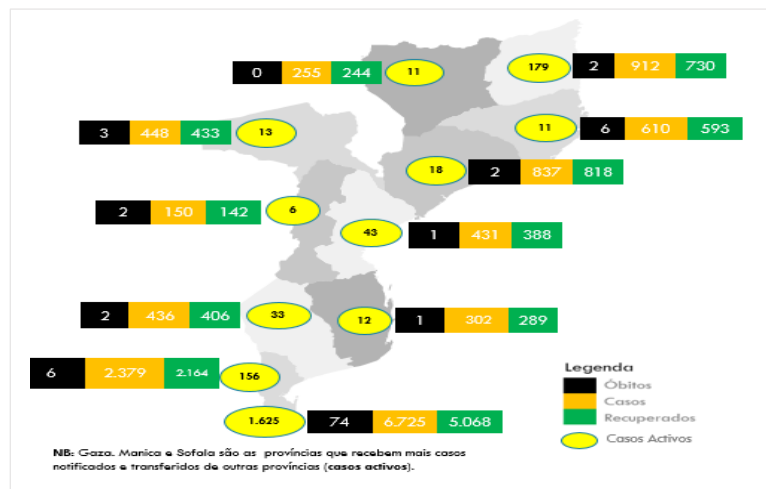 0 255 244 11
179 2 912 730
3 448 433 13
11 6 610 593
18 2 837 818
2 150 142 6
43 1 431 388
2 436 406 33
12 1 302 289
6 2.379 2.164 156
1.625 74 6.725 5.068
Legenda
Óbitos
Casos
Recuperados
Casos Activos
NB: Gaza. Manica e Sofala são as províncias que recebem mais casos
notificados e transferidos de outras províncias (casos activos).